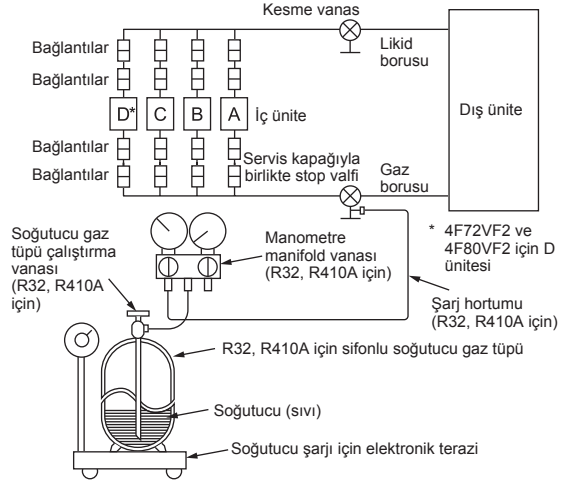 Kesme vanas
Bağlantılar
Bağlantılar
Likid
borusu
D*
C
B
A
İç ünite
Dış ünite
Bağlantılar
Bağlantılar
Servis kapağıyla
birlikte stop valfi
Gaz
borusu
* 4F72VF2 ve
4F80VF2 için D
ünitesi
Soğutucu gaz
tüpü çalıştırma
vanası
(R32, R410A
için)
Manometre
manifold vanası
(R32, R410A için)
Şarj hortumu
(R32, R410A için)
R32, R410A için sifonlu soğutucu gaz tüpü
Soğutucu (sıvı)
Soğutucu şarjı için elektronik terazi